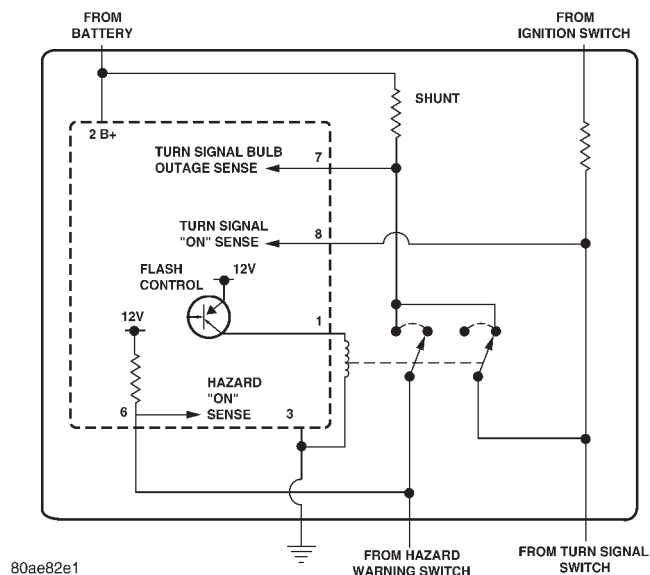 FROM
BATTERY
FROM
IGNITION SWITCH
SHUNT
2 B+
TURN SIGNAL BULB
OUTAGE SENSE
7
TURN SIGNAL
"ON" SENSE
8
FLASH
CONTROL
12V
12V
1
HAZARD
"ON"
SENSE
6
3
FROM HAZARD
WARNING SWITCH
FROM TURN SIGNAL
SWITCH
80ae82e1